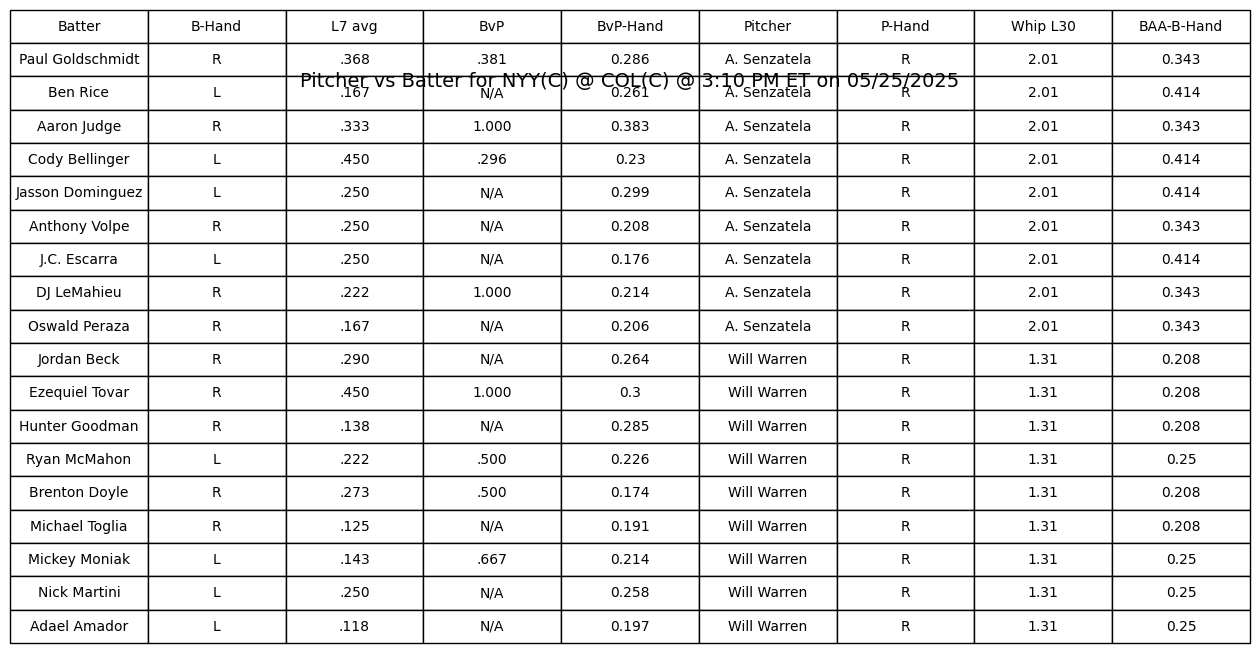 Batter B-Hand L7 avg BvP BvP-Hand Pitcher P-Hand Whip L30 BAA-B-Hand
Paul Goldschmidt R .368 .381 0.286 A. Senzatela R 2.01 0.343
Pitcher vs Batter for NYY(C) @ COL(C) @ 3:10 PM ET on 05/25/2025
Ben Rice L .167 N/A 0.261 A. Senzatela R 2.01 0.414
Aaron Judge R .333 1.000 0.383 A. Senzatela R 2.01 0.343
Cody Bellinger L .450 .296 0.23 A. Senzatela R 2.01 0.414
Jasson Dominguez L .250 N/A 0.299 A. Senzatela R 2.01 0.414
Anthony Volpe R .250 N/A 0.208 A. Senzatela R 2.01 0.343
J.C. Escarra L .250 N/A 0.176 A. Senzatela R 2.01 0.414
DJ LeMahieu R .222 1.000 0.214 A. Senzatela R 2.01 0.343
Oswald Peraza R .167 N/A 0.206 A. Senzatela R 2.01 0.343
Jordan Beck R .290 N/A 0.264 Will Warren R 1.31 0.208
Ezequiel Tovar R .450 1.000 0.3 Will Warren R 1.31 0.208
Hunter Goodman R .138 N/A 0.285 Will Warren R 1.31 0.208
Ryan McMahon L .222 .500 0.226 Will Warren R 1.31 0.25
Brenton Doyle R .273 .500 0.174 Will Warren R 1.31 0.208
Michael Toglia R .125 N/A 0.191 Will Warren R 1.31 0.208
Mickey Moniak L .143 .667 0.214 Will Warren R 1.31 0.25
Nick Martini L .250 N/A 0.258 Will Warren R 1.31 0.25
Adael Amador L .118 N/A 0.197 Will Warren R 1.31 0.25